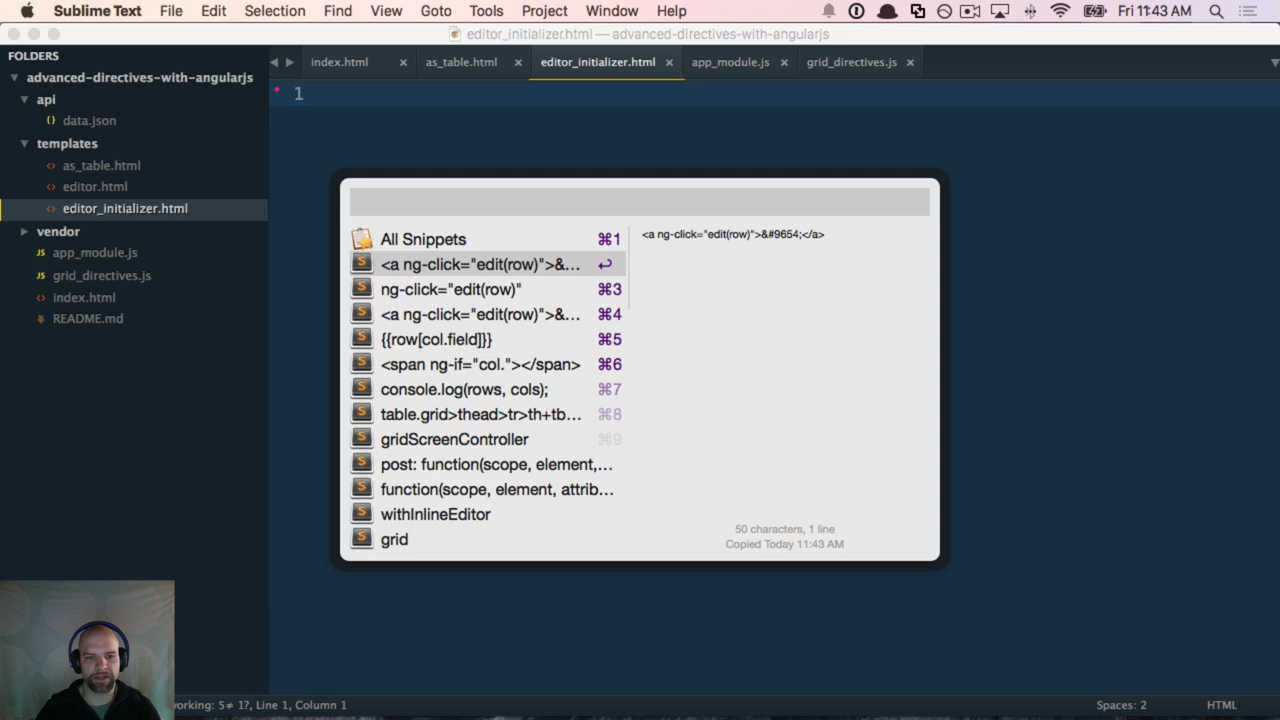 Sublime Text File Edit Selection Find View Goto Tools Project Window Help Fri 11:43 AM
editor_initializer.html — advanced-directives-with-angularjs
FOLDERS
advanced-directives-with-angularjs
api
data.json
templates
as_table.html
editor.html
editor_initializer.html
vendor
app_module.js
grid_directives.js
index.html
README.md
index.html × as_table.html × editor_initializer.html × app_module.js × grid_directives.js ×
1
All Snippets ⌘1
<a ng-click="edit(row)">&... ↩
ng-click="edit(row)" ⌘3
<a ng-click="edit(row)">&... ⌘4
{{row[col.field]}} ⌘5
<span ng-if="col."></span> ⌘6
console.log(rows, cols); ⌘7
table.grid>thead>tr>th+tb... ⌘8
gridScreenController ⌘9
post: function(scope, element,...
function(scope, element, attrib...
withInlineEditor
grid
<a ng-click="edit(row)">&#9654;</a>
50 characters, 1 line
Copied Today 11:43 AM
working: 5≠ 1?, Line 1, Column 1
Spaces: 2 HTML